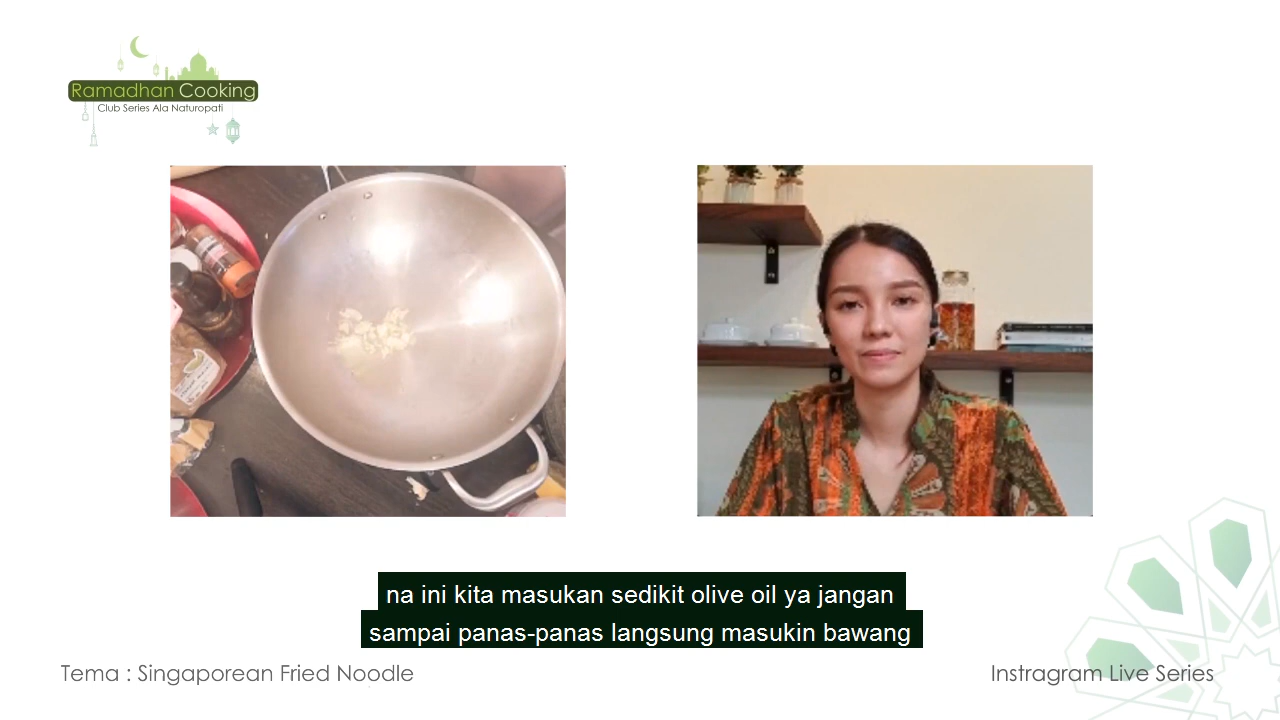 Ramadhan Cooking
Club Series Ala Naturopati
na ini kita masukan sedikit olive oil ya jangan
sampai panas-panas langsung masukin bawang
Tema : Singaporean Fried Noodle
Instragram Live Series